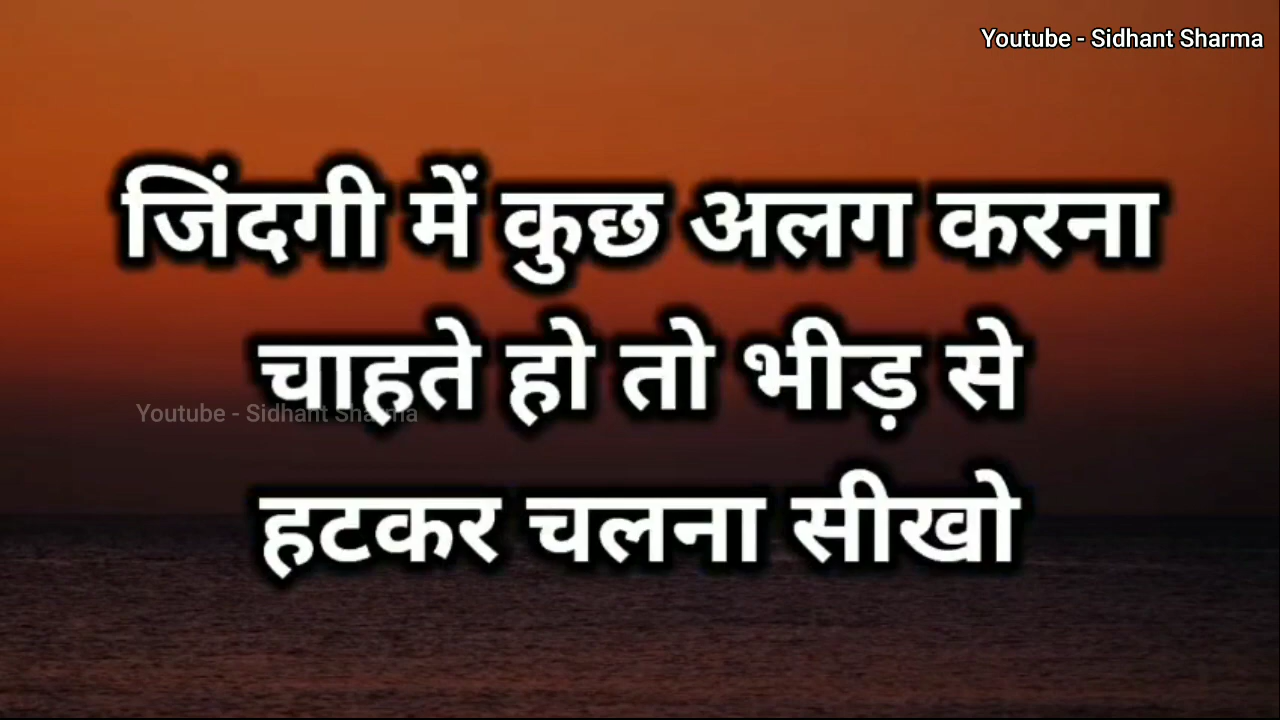 Youtube - Sidhant Sharma
जिंदगी में कुछ अलग करना
चाहते हो तो भीड़ से
Youtube - Sidhant Sharma
हटकर चलना सीखो